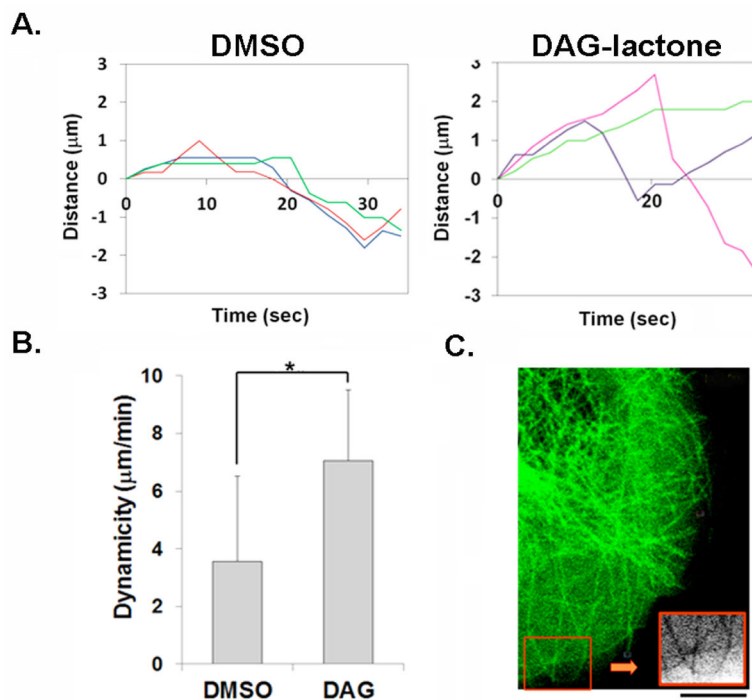 A.
DMSO
DAG-lactone
Distance (µm)
3
2
1
0
-1
-2
-3
0
10
20
30
Time (sec)
Distance (µm)
3
2
1
0
-1
-2
-3
0
20
Time (sec)
B.
Dynamicity (µm/min)
10
8
6
4
2
0
*
DMSO
DAG
C.